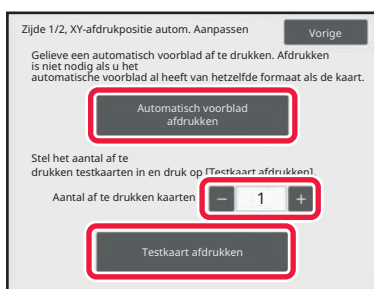 Zijde 1/2, XY-afdrukpositie autom. Aanpassen
Vorige
Gelieve een automatisch voorblad af te drukken. Afdrukken
is niet nodig als u het
automatische voorblad al heeft van hetzelfde formaat als de kaart.
Automatisch voorblad
afdrukken
Stel het aantal af te
drukken testkaarten in en druk op [Testkaart afdrukken].
Aantal af te drukken kaarten
− 1 +
Testkaart afdrukken